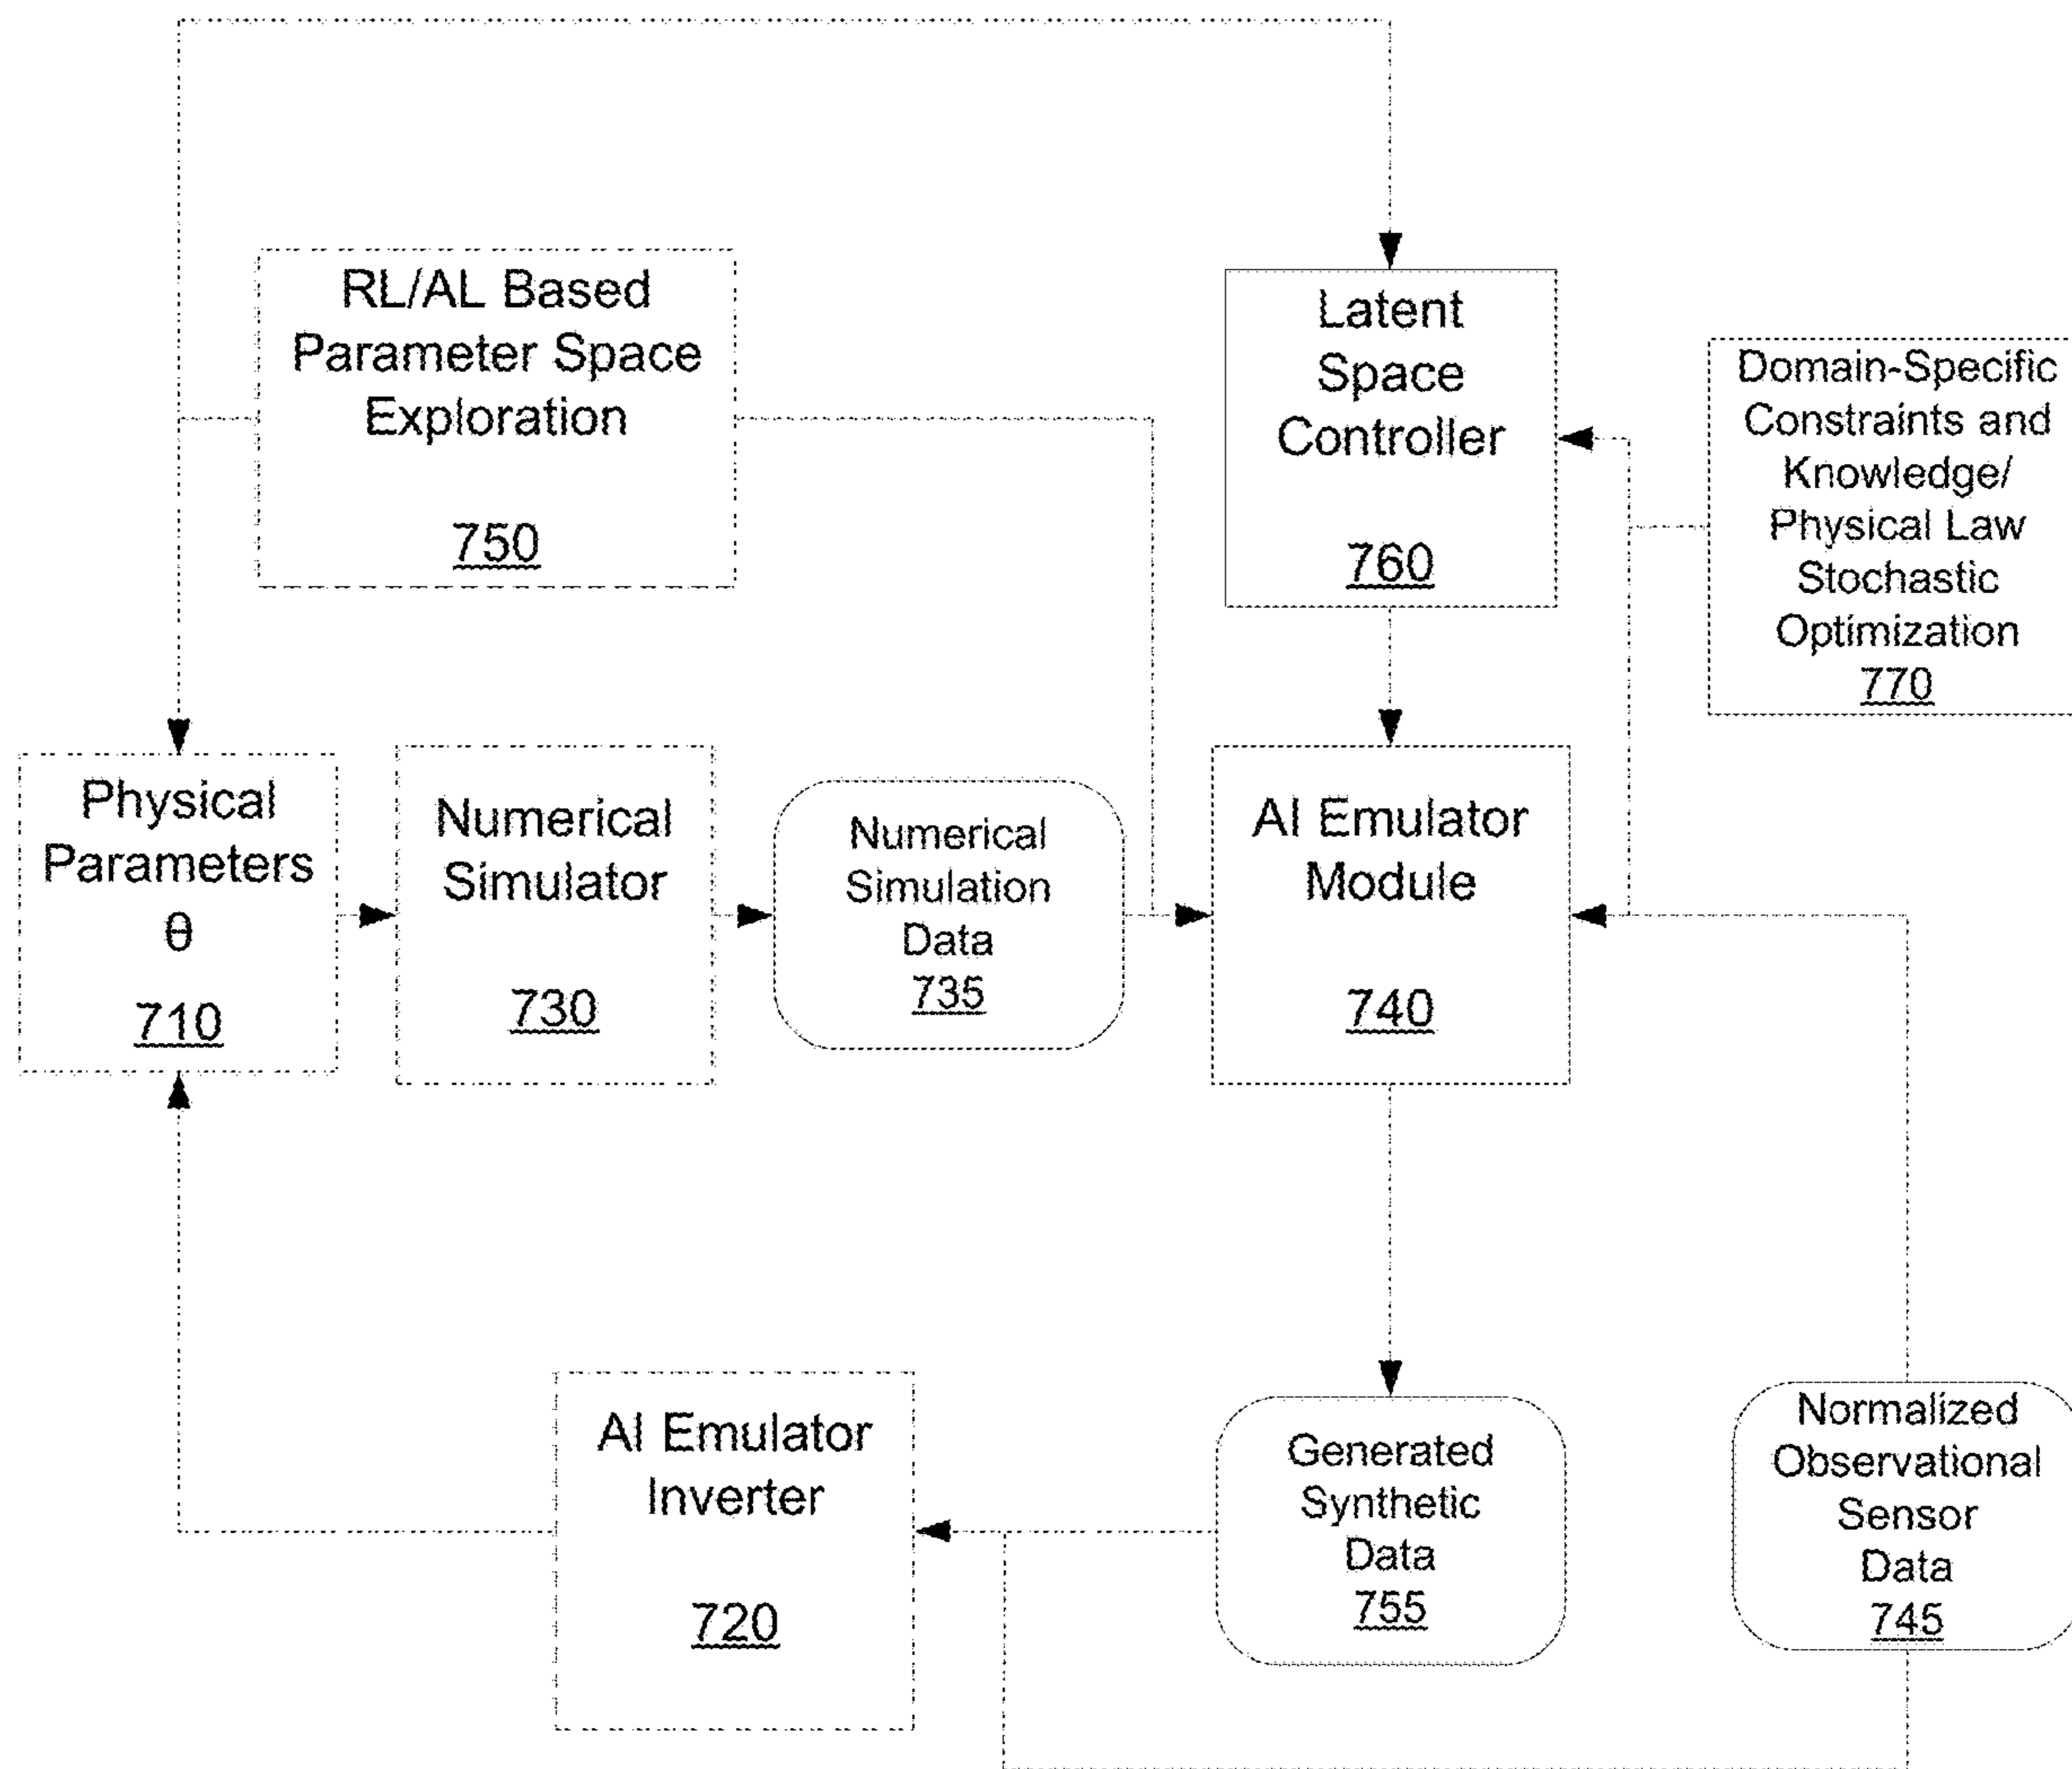 RL/AL Based
Parameter Space
Exploration
750
Latent
Space
Controller
760
Domain-Specific
Constraints and
Knowledge/
Physical Law
Stochastic
Optimization
770
Physical
Parameters
θ
710
Numerical
Simulator
730
Numerical
Simulation
Data
735
AI Emulator
Module
740
AI Emulator
Inverter
720
Generated
Synthetic
Data
755
Normalized
Observational
Sensor
Data
745